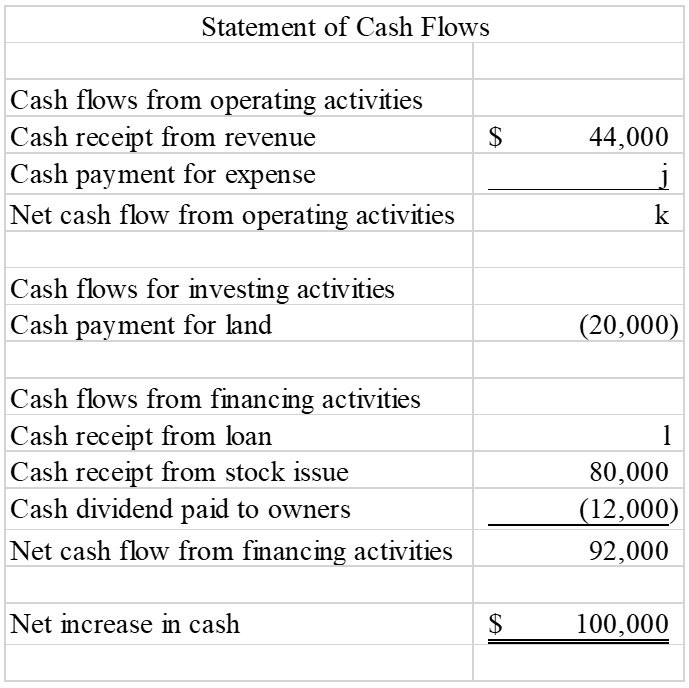 Statement of Cash Flows
Cash flows from operating activities
Cash receipt from revenue $ 44,000
Cash payment for expense j
Net cash flow from operating activities k
Cash flows for investing activities
Cash payment for land (20,000)
Cash flows from financing activities
Cash receipt from loan l
Cash receipt from stock issue 80,000
Cash dividend paid to owners (12,000)
Net cash flow from financing activities 92,000
Net increase in cash $ 100,000